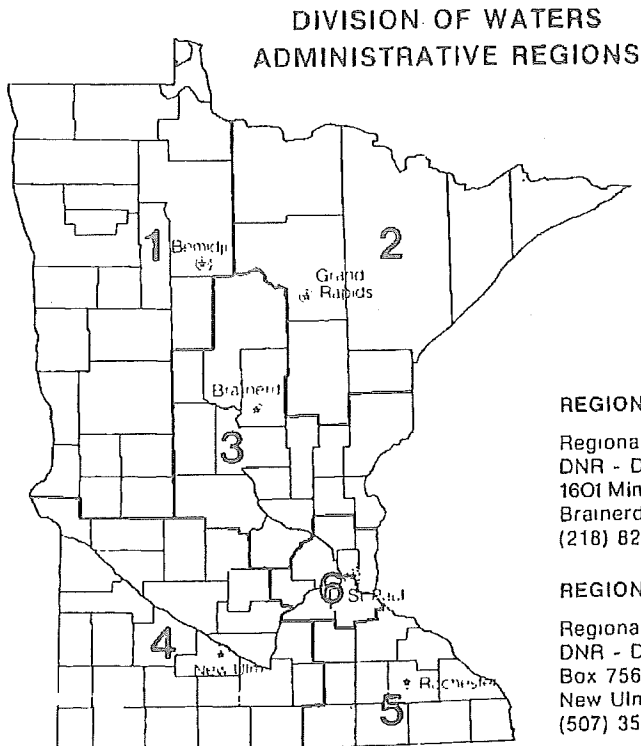 DIVISION OF WATERS
ADMINISTRATIVE REGIONS
1
Bemidji
2
Grand
Rapids
Brainerd
3
6
St Paul
4
New Ulm
Rochester
5
REGION
Regiona
DNR - D
1601 Min
Brainerd
(218) 82
REGION
Regiona
DNR - D
Box 756
New Ulm
(507) 35